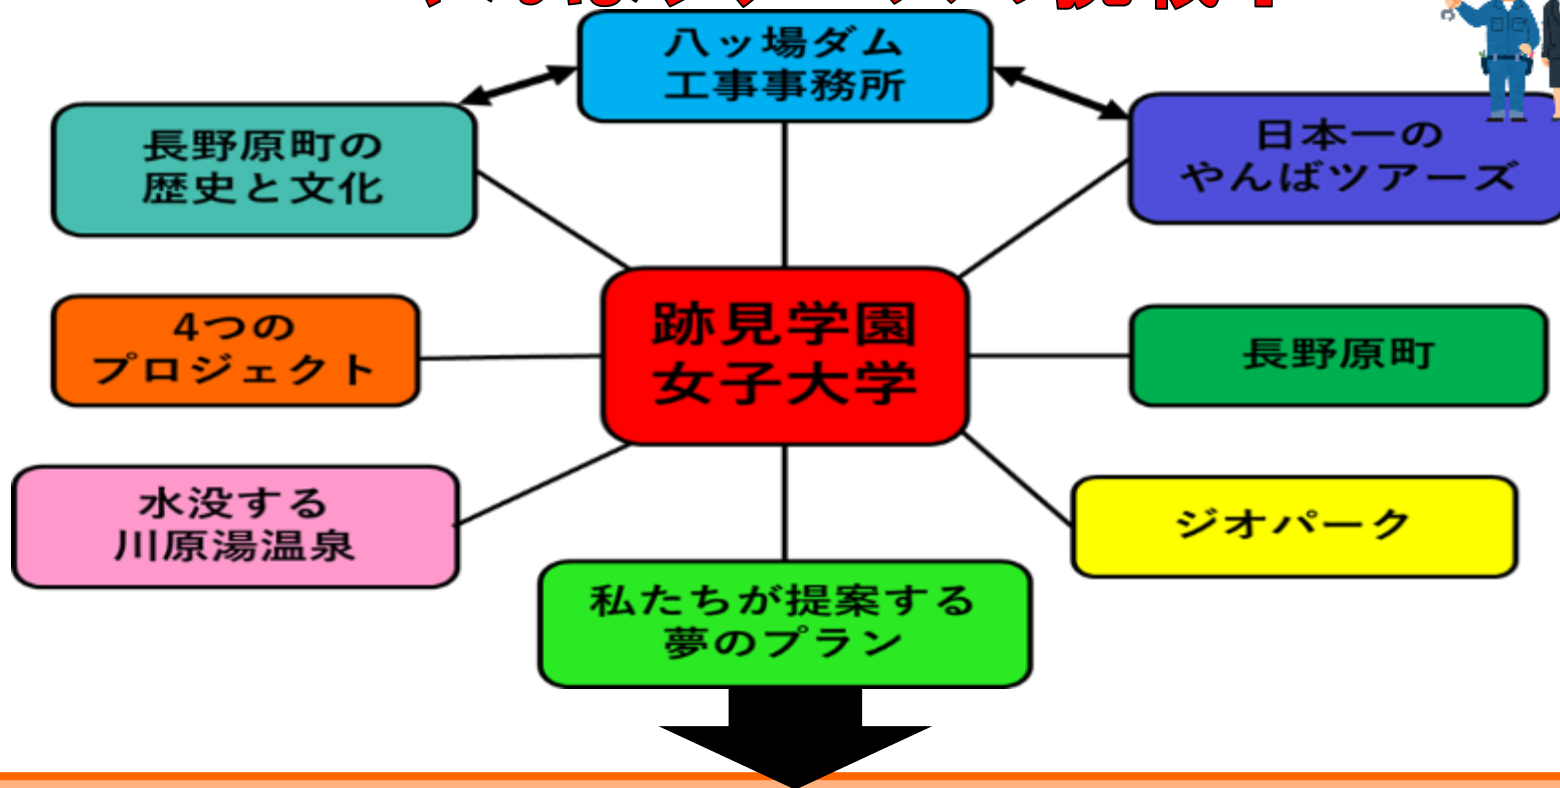 八ッ場ダム
工事事務所
長野原町の
歴史と文化
日本一の
やんばツアーズ
4つの
プロジェクト
跡見学園
女子大学
長野原町
水没する
川原湯温泉
ジオパーク
私たちが提案する
夢のプラン